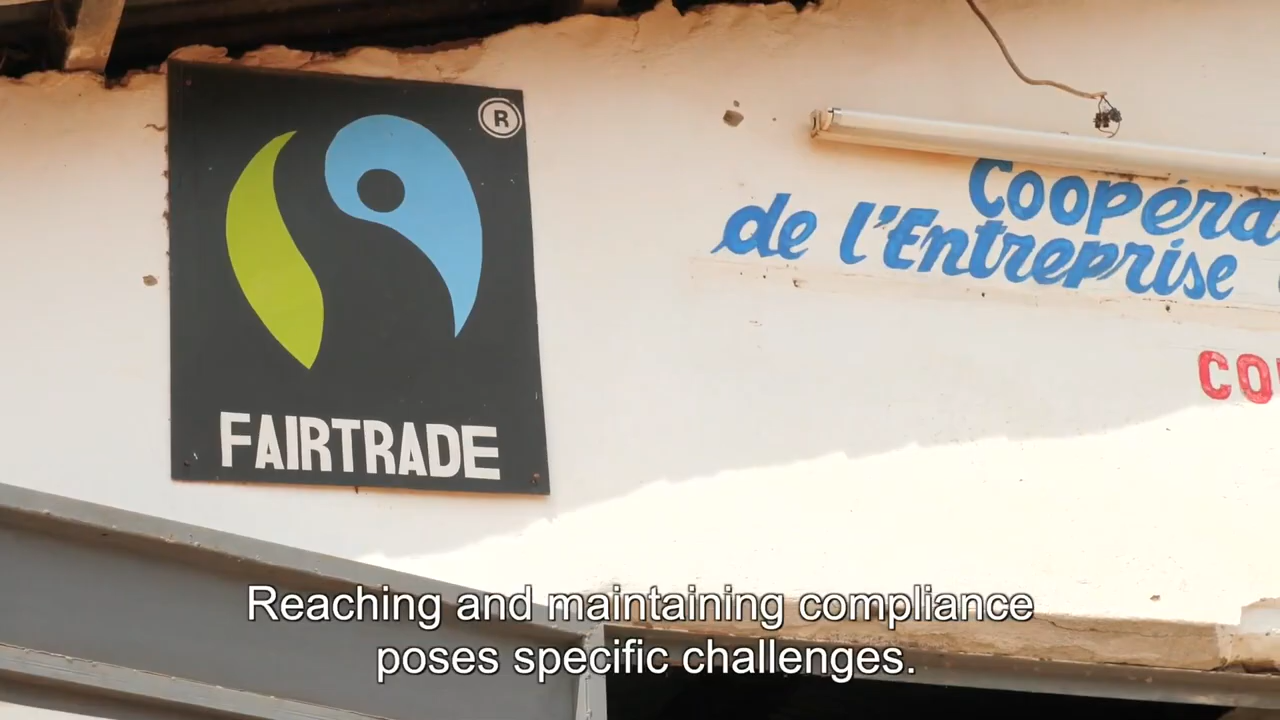 ®
FAIRTRADE
Coopéra
de l'Entreprise
Reaching and maintaining compliance
poses specific challenges.